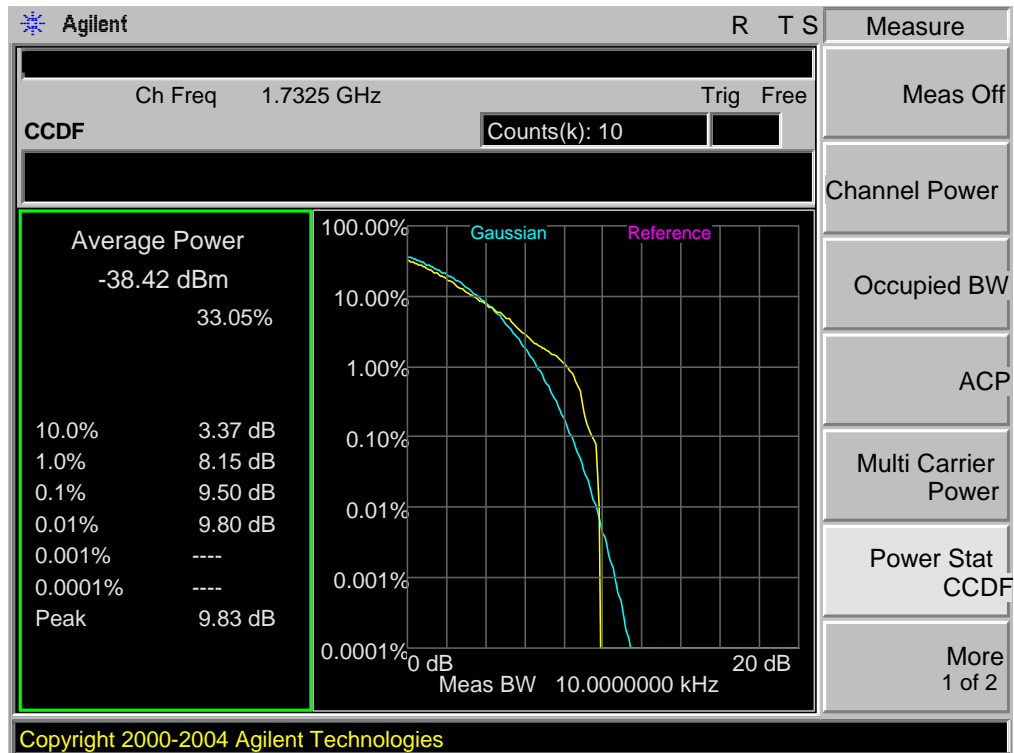 Agilent R T S Measure
Ch Freq 1.7325 GHz Trig Free
CCDF Counts(k): 10
Average Power
-38.42 dBm
33.05%
10.0% 3.37 dB
1.0% 8.15 dB
0.1% 9.50 dB
0.01% 9.80 dB
0.001% ----
0.0001% ----
Peak 9.83 dB
Gaussian Reference
100.00%
10.00%
1.00%
0.10%
0.01%
0.001%
0.0001%
0 dB 20 dB
Meas BW 10.0000000 kHz
Meas Off
Channel Power
Occupied BW
ACP
Multi Carrier
Power
Power Stat
CCDF
More
1 of 2
Copyright 2000-2004 Agilent Technologies